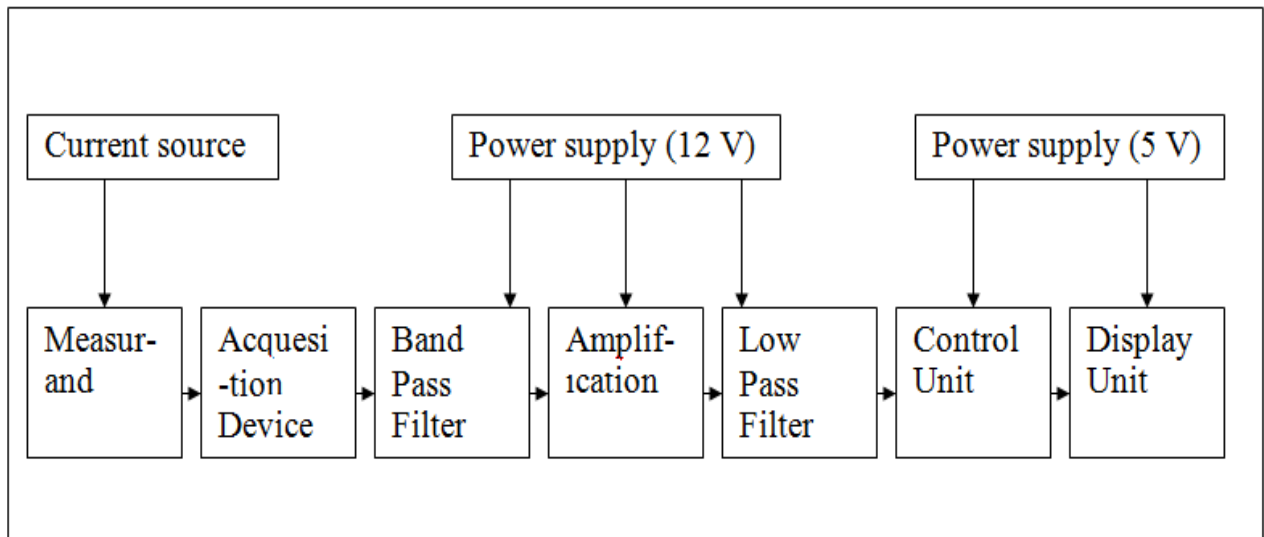 Current source
Power supply (12 V)
Power supply (5 V)
Measur-
and
Acquesi
-tion
Device
Band
Pass
Filter
Amplif-
ication
Low
Pass
Filter
Control
Unit
Display
Unit